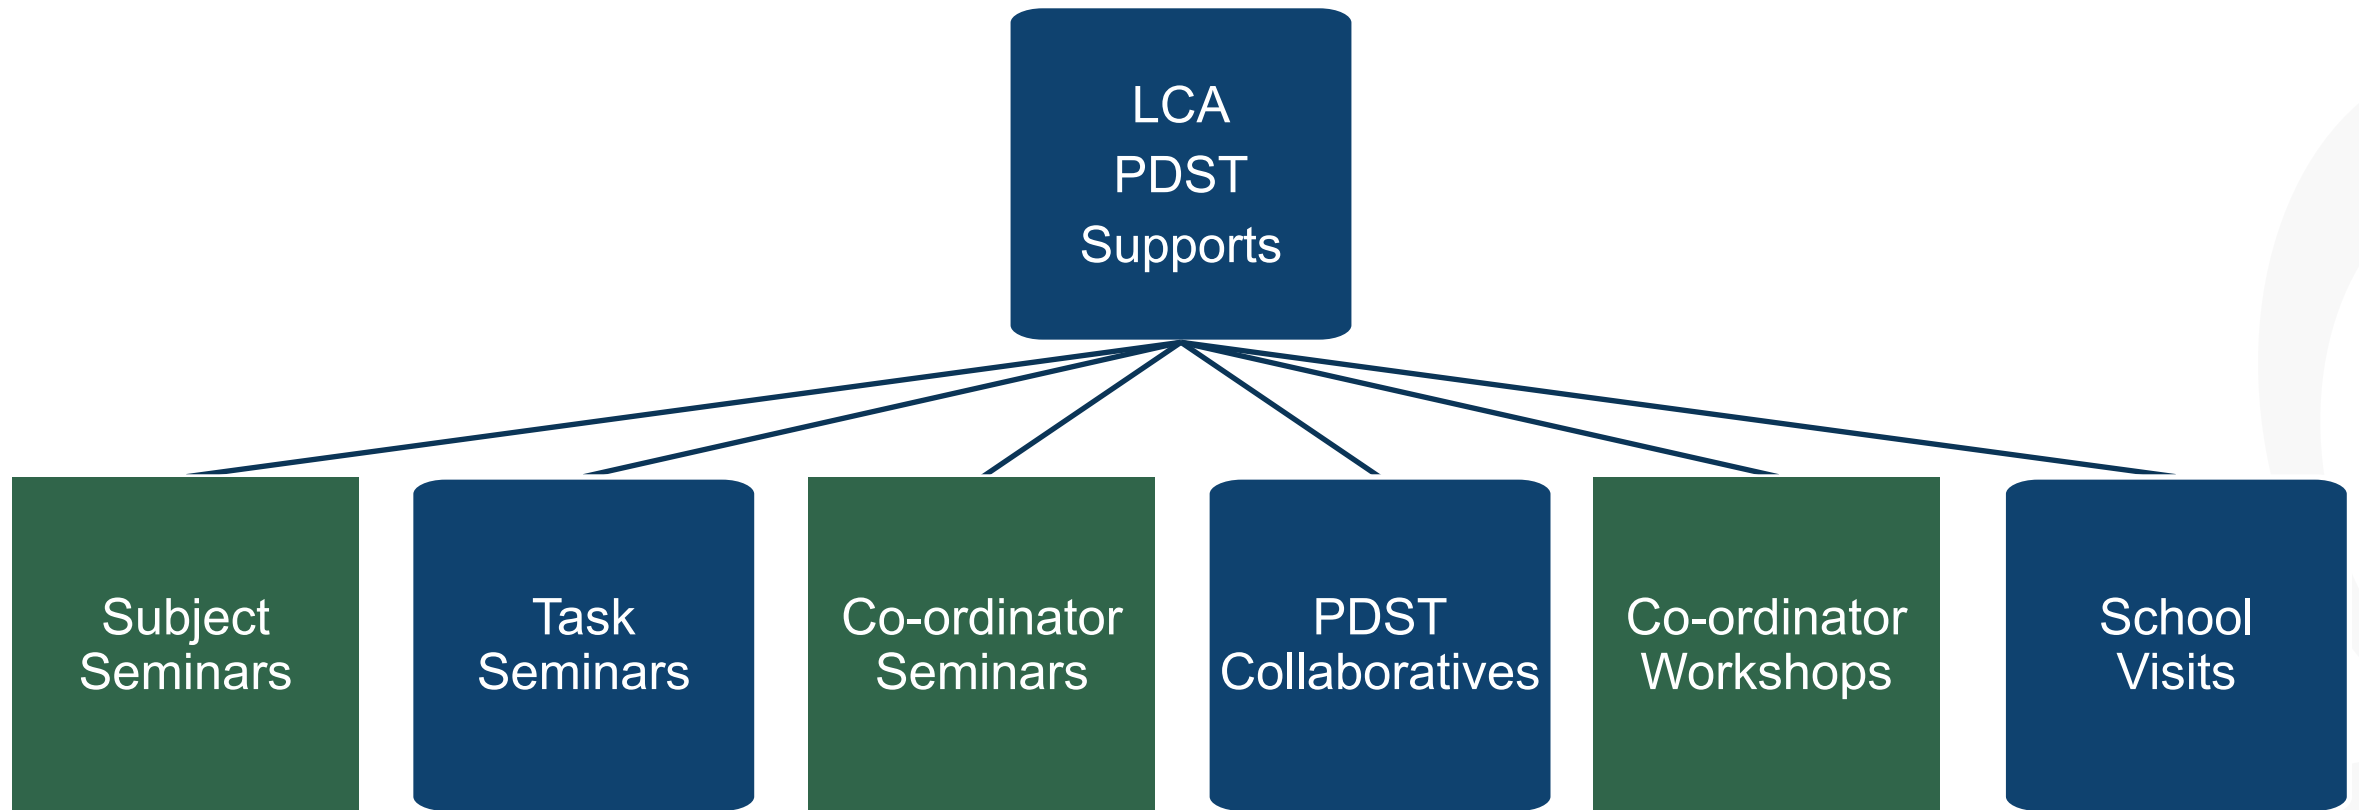 LCA
PDST
Supports
Subject
Seminars
Task
Seminars
Co-ordinator
Seminars
PDST
Collaboratives
Co-ordinator
Workshops
School
Visits